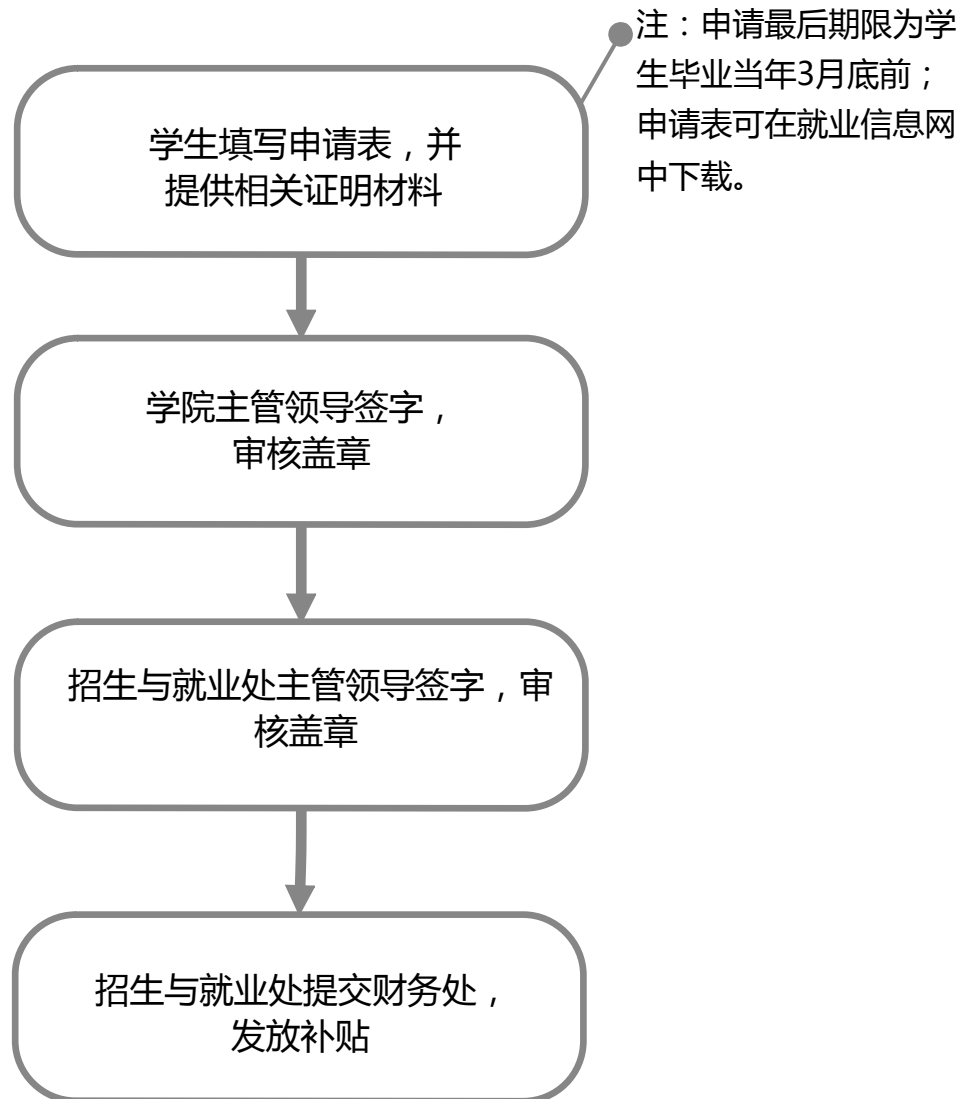 注：申请最后期限为学
生毕业当年3月底前；
申请表可在就业信息网
中下载。
学生填写申请表，并
提供相关证明材料
学院主管领导签字，
审核盖章
招生与就业处主管领导签字，审
核盖章
招生与就业处提交财务处，
发放补贴